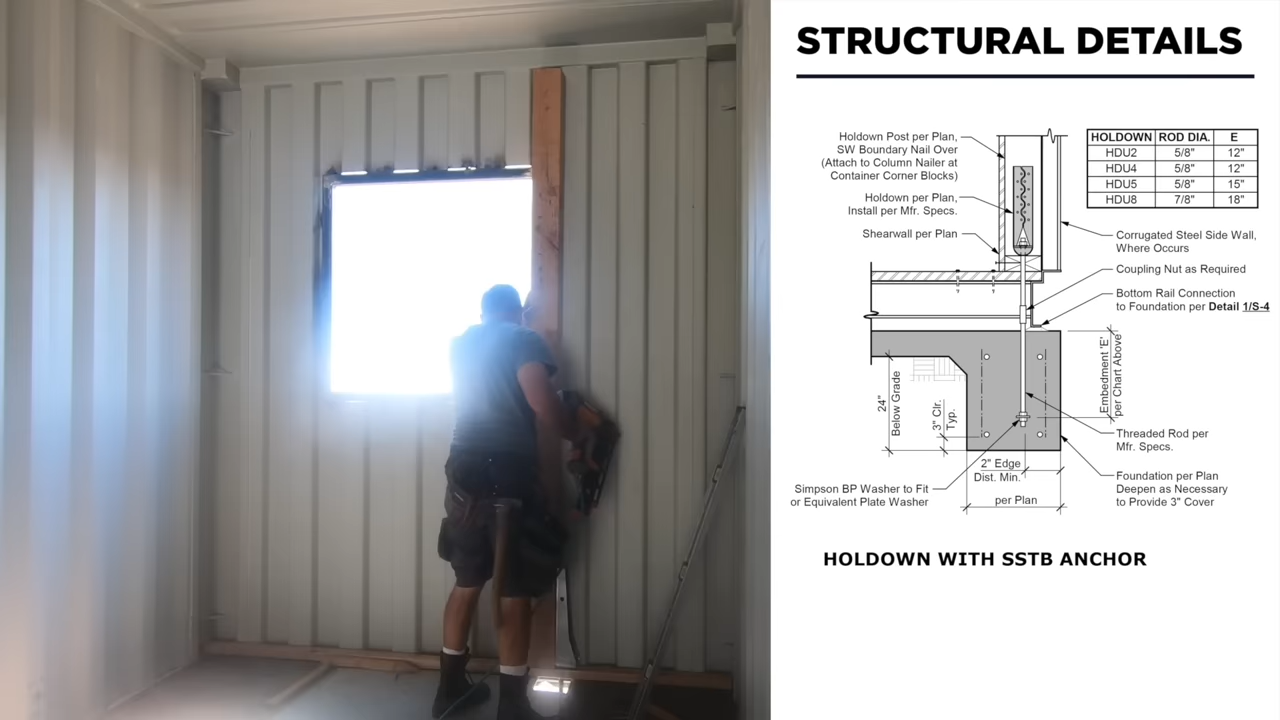 STRUCTURAL DETAILS
Holdown Post per Plan,
SW Boundary Nail Over
(Attach to Column Nailer at
Container Corner Blocks)
Holdown per Plan,
Install per Mfr. Specs.
Shearwall per Plan
HOLDOWN ROD DIA. E
HDU2 5/8" 12"
HDU4 5/8" 12"
HDU5 5/8" 15"
HDU8 7/8" 18"
Corrugated Steel Side Wall,
Where Occurs
Coupling Nut as Required
Bottom Rail Connection
to Foundation per Detail 1/S-4
Embedment 'E'
per Chart Above
24"
Below Grade
3" Clr.
Typ.
2" Edge
Dist. Min.
Threaded Rod per
Mfr. Specs.
Simpson BP Washer to Fit
or Equivalent Plate Washer
per Plan
Foundation per Plan
Deepen as Necessary
to Provide 3" Cover
HOLDOWN WITH SSTB ANCHOR